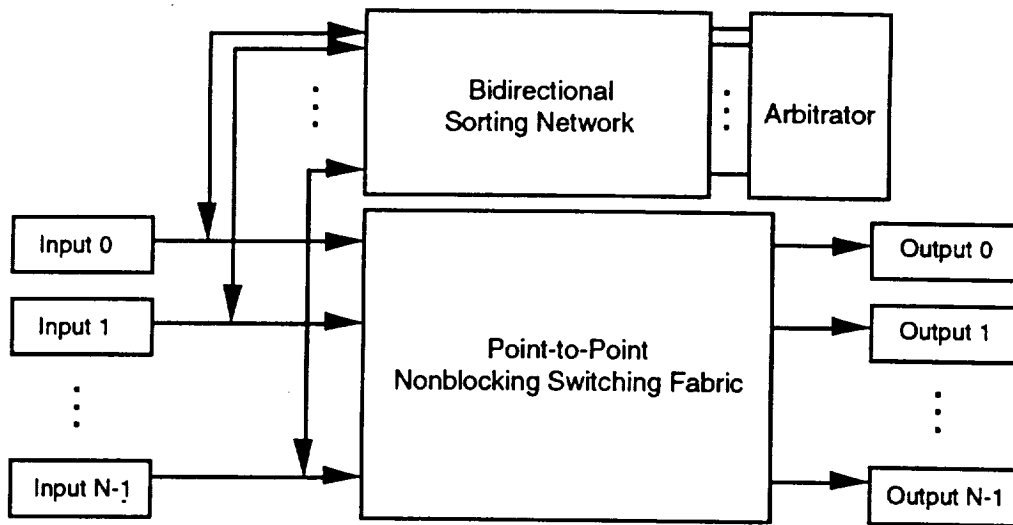 Bidirectional
Sorting Network
Arbitrator
Input 0
Output 0
Input 1
Output 1
Point-to-Point
Nonblocking Switching Fabric
Input N-1
Output N-1